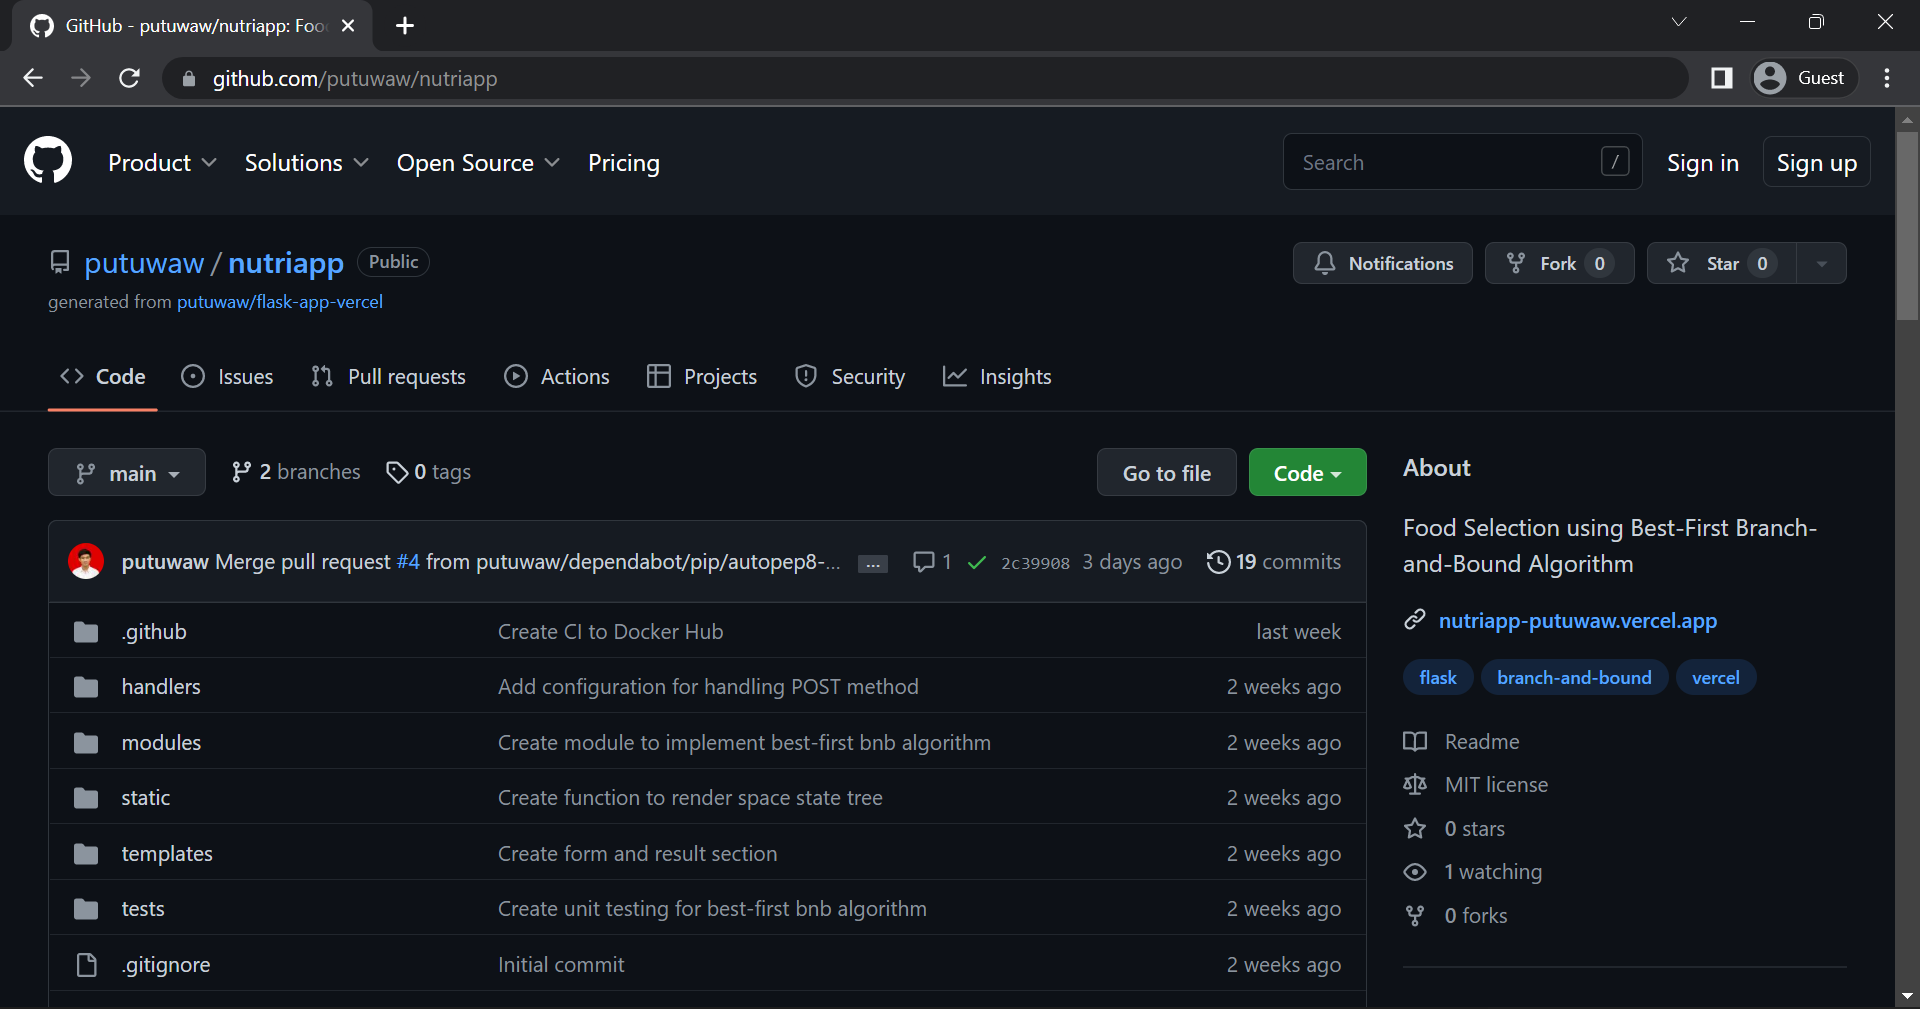 GitHub - putuwaw/nutriapp: Foo
github.com/putuwaw/nutriapp
Guest
Product
Solutions
Open Source
Pricing
Search
/
Sign in
Sign up
putuwaw / nutriapp
Public
generated from putuwaw/flask-app-vercel
Notifications
Fork 0
Star 0
Code
Issues
Pull requests
Actions
Projects
Security
Insights
main
2 branches
0 tags
Go to file
Code
putuwaw Merge pull request #4 from putuwaw/dependabot/pip/autopep8-... ... 1 2c39908 3 days ago 19 commits
.github Create CI to Docker Hub last week
handlers Add configuration for handling POST method 2 weeks ago
modules Create module to implement best-first bnb algorithm 2 weeks ago
static Create function to render space state tree 2 weeks ago
templates Create form and result section 2 weeks ago
tests Create unit testing for best-first bnb algorithm 2 weeks ago
.gitignore Initial commit 2 weeks ago
About
Food Selection using Best-First Branch-
and-Bound Algorithm
nutriapp-putuwaw.vercel.app
flask branch-and-bound vercel
Readme
MIT license
0 stars
1 watching
0 forks